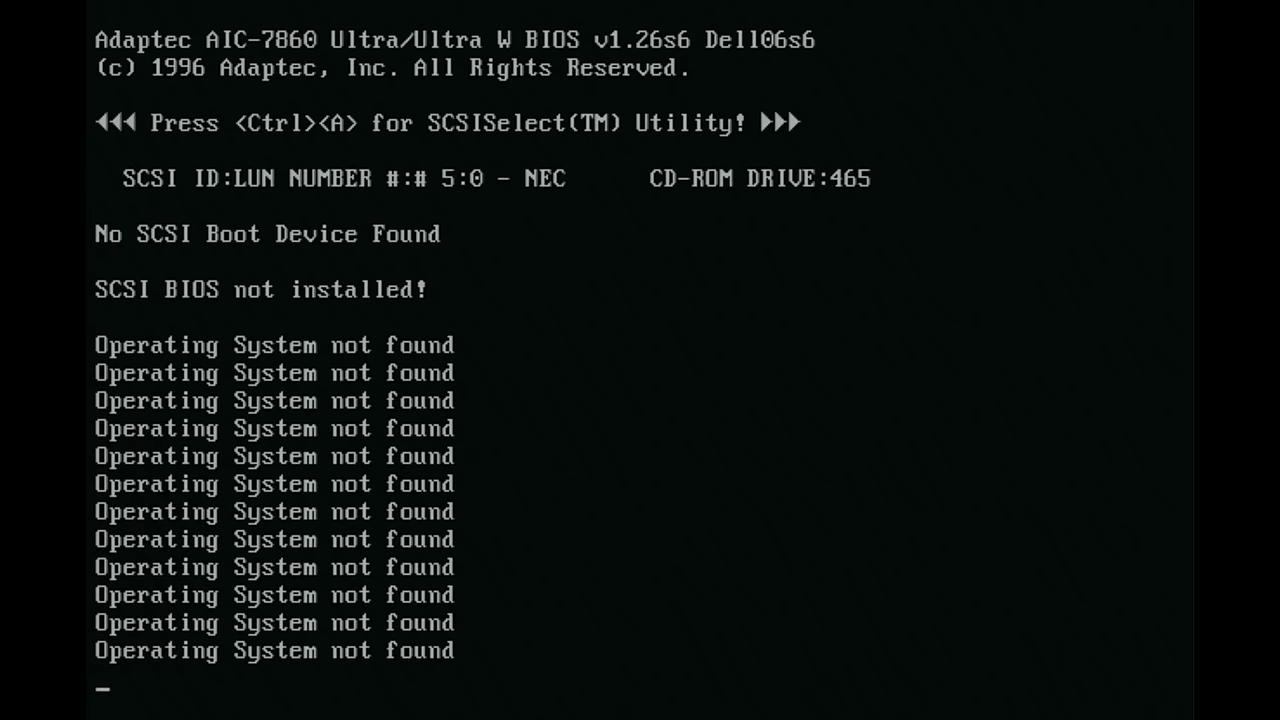 Adaptec AIC-7860 Ultra/Ultra W BIOS v1.26s6 Dell06s6
(c) 1996 Adaptec, Inc. All Rights Reserved.
◄◄◄ Press <Ctrl><A> for SCSISelect(TM) Utility! ►►►
SCSI ID:LUN NUMBER #:# 5:0 - NEC      CD-ROM DRIVE:465
No SCSI Boot Device Found
SCSI BIOS not installed!
Operating System not found
Operating System not found
Operating System not found
Operating System not found
Operating System not found
Operating System not found
Operating System not found
Operating System not found
Operating System not found
Operating System not found
Operating System not found
Operating System not found
_